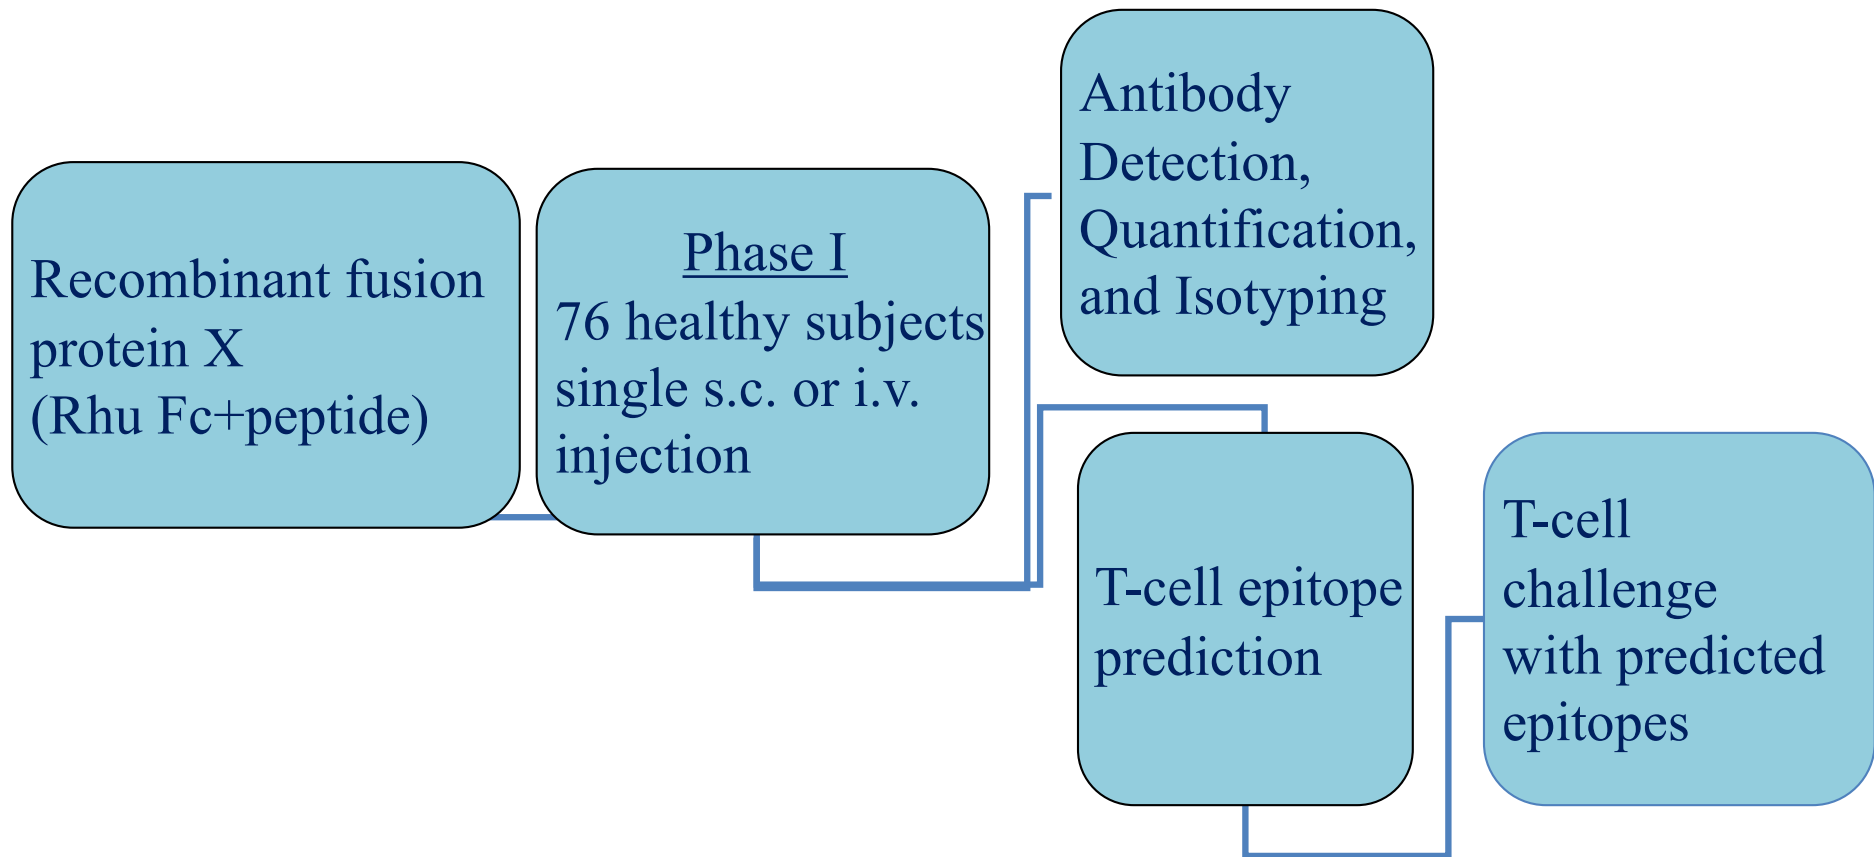 Recombinant fusion
protein X
(Rhu Fc+peptide)
Phase I
76 healthy subjects
single s.c. or i.v.
injection
Antibody
Detection,
Quantification,
and Isotyping
T-cell epitope
prediction
T-cell
challenge
with predicted
epitopes